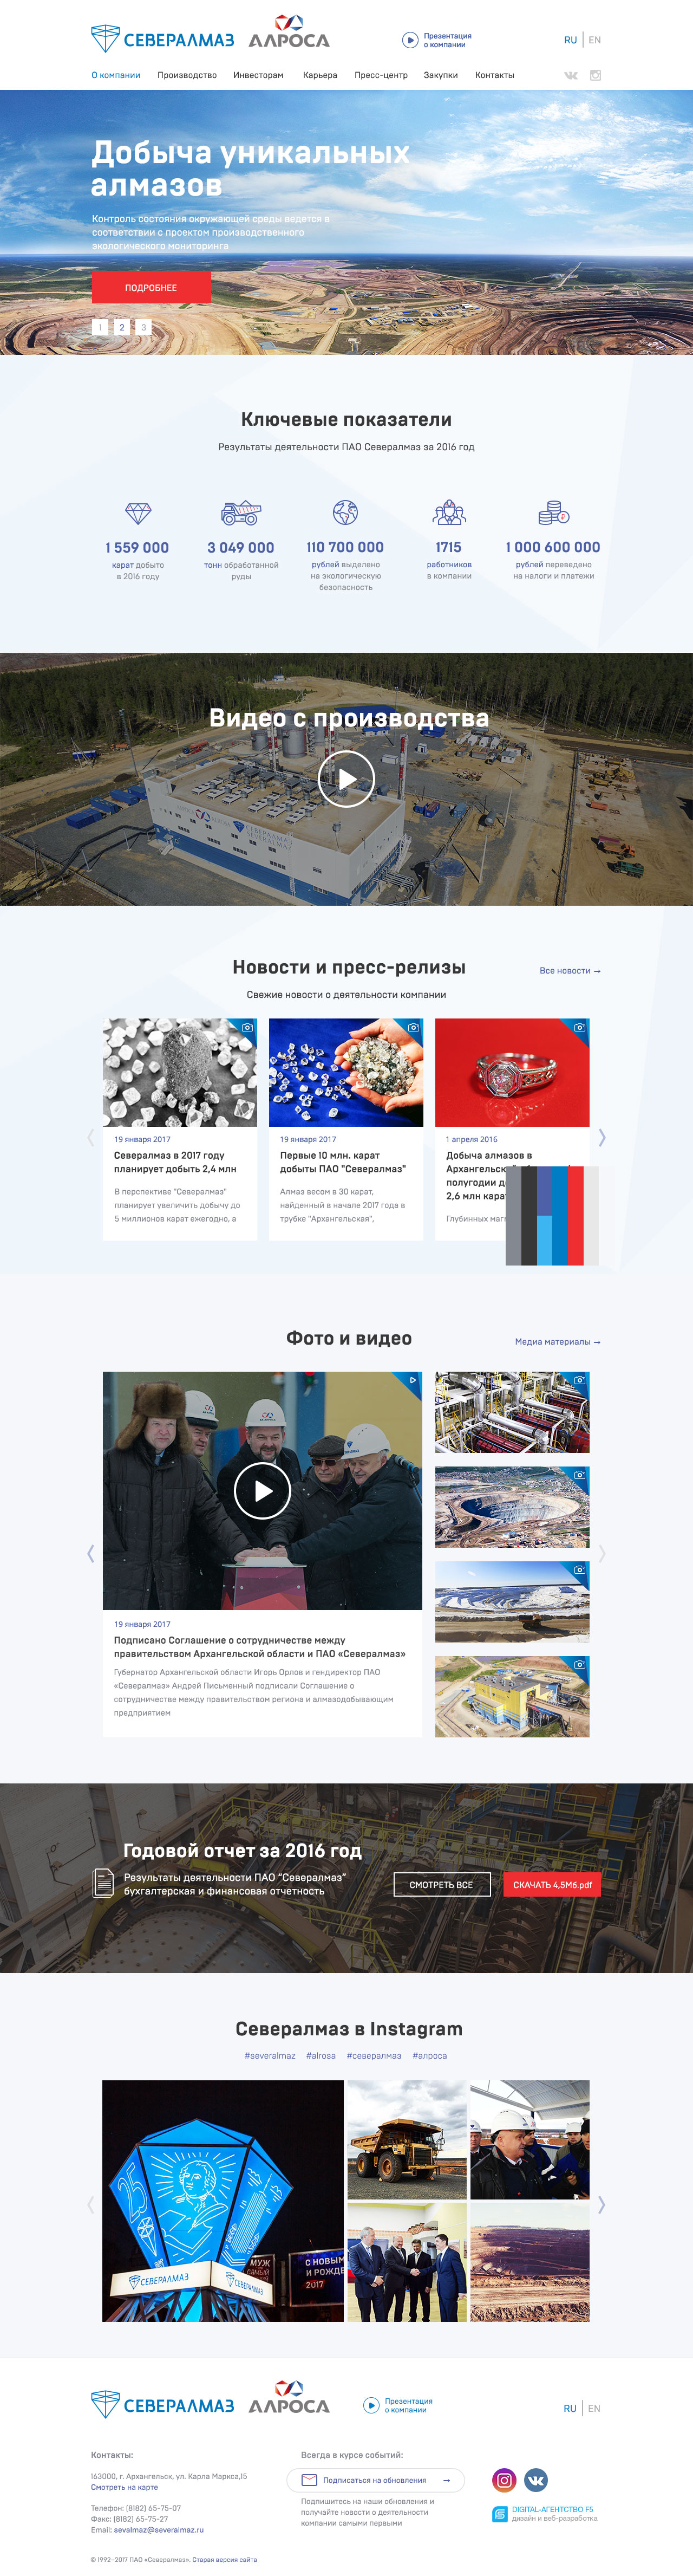 СЕВЕРАЛМАЗ
АЛРОСА
Презентация
о компании
RU | EN
О компании Производство Инвесторам Карьера Пресс-центр Закупки Контакты
Добыча уникальных
алмазов
Контроль состояния окружающей среды ведется в
соответствии с проектом производственного
экологического мониторинга
ПОДРОБНЕЕ
1 2 3
Ключевые показатели
Результаты деятельности ПАО Севералмаз за 2016 год
1 559 000
карат добыто
в 2016 году
3 049 000
тонн обработанной
руды
110 700 000
рублей выделено
на экологическую
безопасность
1715
работников
в компании
1 000 600 000
рублей переведено
на налоги и платежи
Видео с производства
СЕВЕРАЛМАЗ
Новости и пресс-релизы
Все новости →
Свежие новости о деятельности компании
19 января 2017
Севералмаз в 2017 году
планирует добыть 2,4 млн
В перспективе "Севералмаз"
планирует увеличить добычу до
5 миллионов карат ежегодно, а
19 января 2017
Первые 10 млн. карат
добыты ПАО "Севералмаз"
Алмаз весом в 30 карат,
найденный в начале 2017 года в
трубке "Архангельская",
1 апреля 2016
Добыча алмазов в
Архангельск
полугодии д
2,6 млн кара
Глубинных маг
Фото и видео
Медиа материалы →
19 января 2017
Подписано Соглашение о сотрудничестве между
правительством Архангельской области и ПАО «Севералмаз»
Губернатор Архангельской области Игорь Орлов и гендиректор ПАО
«Севералмаз» Андрей Письменный подписали Соглашение о
сотрудничестве между правительством региона и алмазодобывающим
предприятием
Годовой отчет за 2016 год
Результаты деятельности ПАО "Севералмаз"
бухгалтерская и финансовая отчетность
СМОТРЕТЬ ВСЕ
СКАЧАТЬ 4,5Мб.pdf
Севералмаз в Instagram
#severalmaz #alrosa #севералмаз #алроса
25
СЕВЕРАЛМАЗ
СЕВЕРАЛМАЗ
С НОВЫМ
И РОЖДЕ
2017
СЕВЕРАЛМАЗ
АЛРОСА
Презентация
о компании
RU | EN
Контакты:
163000, г. Архангельск, ул. Карла Маркса,15
Смотреть на карте
Телефон: (8182) 65-75-07
Факс: (8182) 65-75-27
Email: sevalmaz@severalmaz.ru
Всегда в курсе событий:
Подписаться на обновления →
Подпишитесь на наши обновления и
получайте новости о деятельности
компании самыми первыми
DIGITAL-АГЕНТСТВО F5
дизайн и веб-разработка
© 1992-2017 ПАО «Севералмаз». Старая версия сайта